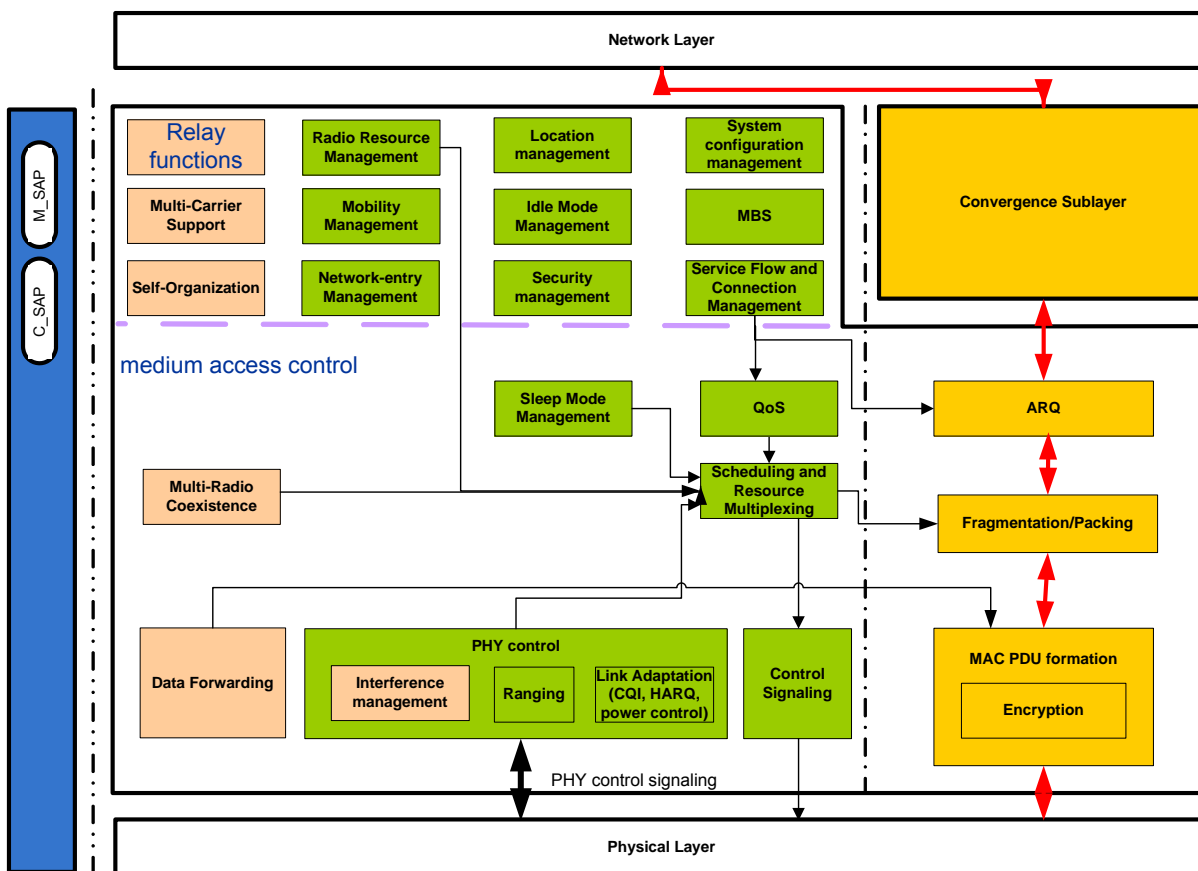 Network Layer
M_SAP
C_SAP
Relay
functions
Radio Resource
Management
Location
management
System
configuration
management
Convergence Sublayer
Multi-Carrier
Support
Mobility
Management
Idle Mode
Management
MBS
Self-Organization
Network-entry
Management
Security
management
Service Flow and
Connection
Management
medium access control
Sleep Mode
Management
QoS
ARQ
Multi-Radio
Coexistence
Scheduling and
Resource
Multiplexing
Fragmentation/Packing
Data Forwarding
PHY control
Interference
management
Ranging
Link Adaptation
(CQI, HARQ,
power control)
Control
Signaling
MAC PDU formation
Encryption
PHY control signaling
Physical Layer